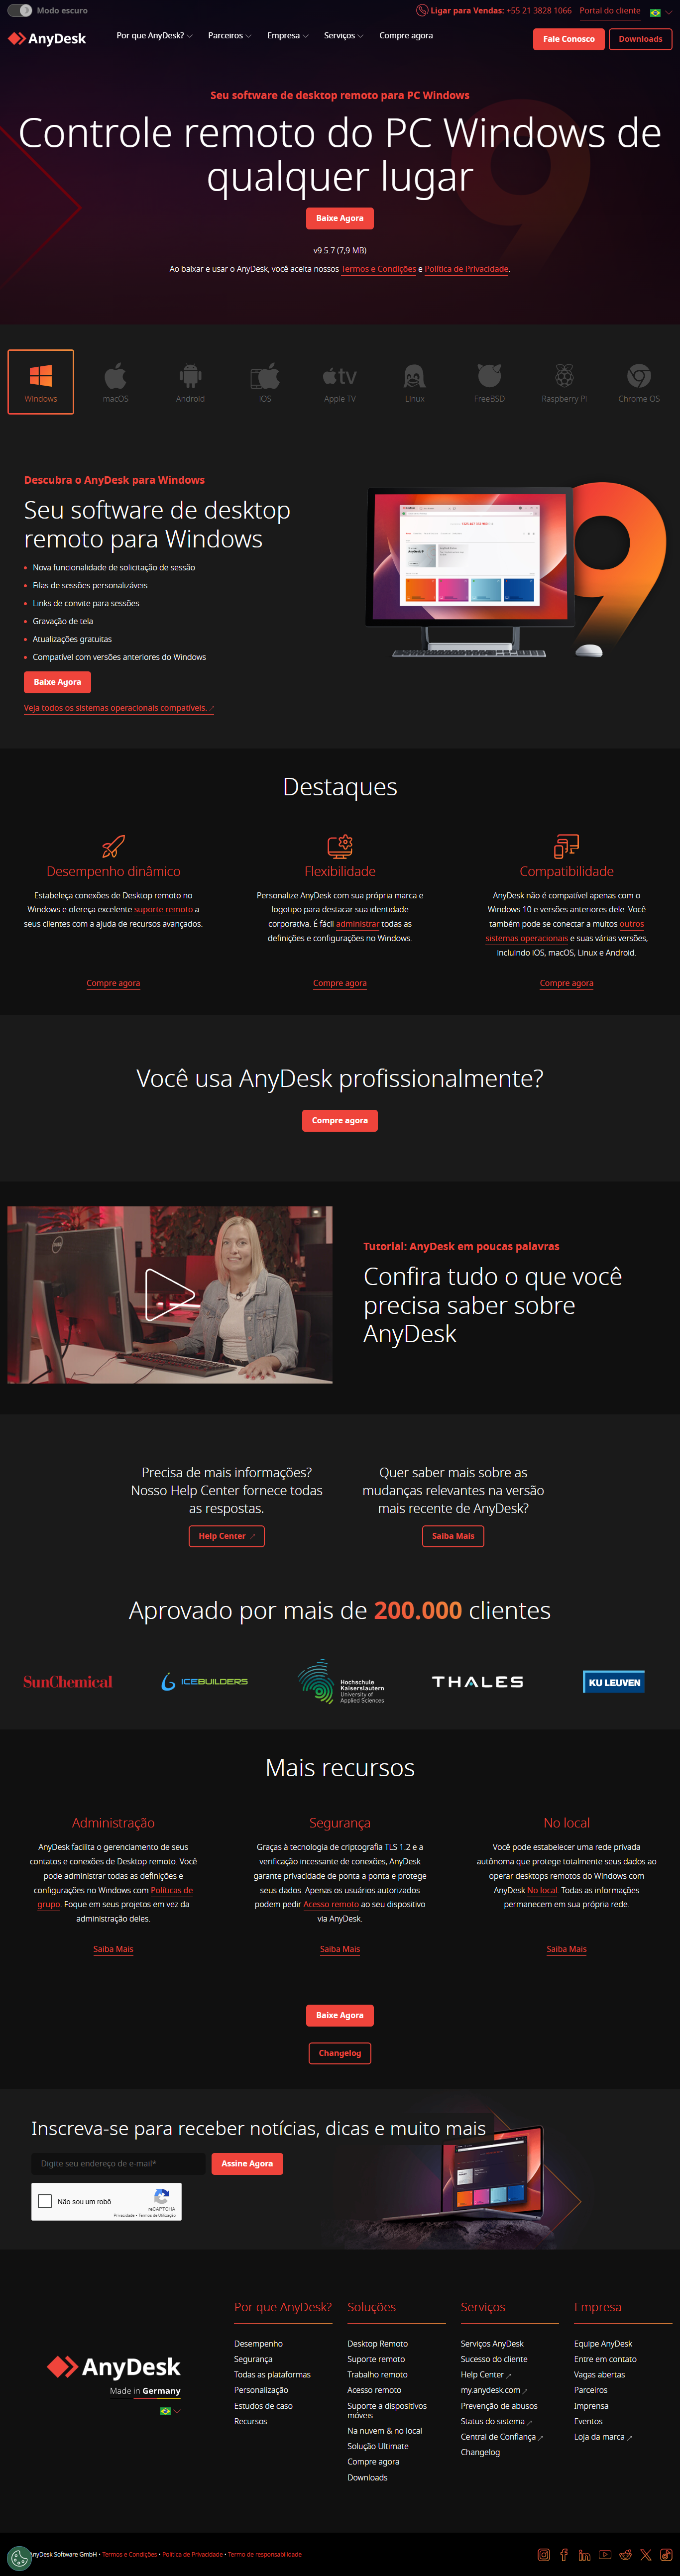 Modo escuro
Ligar para Vendas: +55 21 3828 1066 Portal do cliente
AnyDesk
Por que AnyDesk? Parceiros Empresa Serviços Compre agora
Fale Conosco Downloads
Seu software de desktop remoto para PC Windows
Controle remoto do PC Windows de
qualquer lugar
Baixe Agora
v9.5.7 (7,9 MB)
Ao baixar e usar o AnyDesk, você aceita nossos Termos e Condições e Política de Privacidade.
Windows macOS Android iOS Apple TV Linux FreeBSD Raspberry Pi Chrome OS
Descubra o AnyDesk para Windows
Seu software de desktop
remoto para Windows
Nova funcionalidade de solicitação de sessão
Filas de sessões personalizáveis
Links de convite para sessões
Gravação de tela
Atualizações gratuitas
Compatível com versões anteriores do Windows
Baixe Agora
Veja todos os sistemas operacionais compatíveis.
9
Destaques
Desempenho dinâmico
Estabeleça conexões de Desktop remoto no
Windows e ofereça excelente suporte remoto a
seus clientes com a ajuda de recursos avançados.
Compre agora
Flexibilidade
Personalize AnyDesk com sua própria marca e
logotipo para destacar sua identidade
corporativa. É fácil administrar todas as
definições e configurações no Windows.
Compre agora
Compatibilidade
AnyDesk não é compatível apenas com o
Windows 10 e versões anteriores dele. Você
também pode se conectar a muitos outros
sistemas operacionais e suas várias versões,
incluindo iOS, macOS, Linux e Android.
Compre agora
Você usa AnyDesk profissionalmente?
Compre agora
Tutorial: AnyDesk em poucas palavras
Confira tudo o que você
precisa saber sobre
AnyDesk
Precisa de mais informações?
Nosso Help Center fornece todas
as respostas.
Help Center
Quer saber mais sobre as
mudanças relevantes na versão
mais recente de AnyDesk?
Saiba Mais
Aprovado por mais de 200.000 clientes
SunChemical
ICEBUILDERS
Hochschule
Kaiserslautern
University of
Applied Sciences
THALES
KU LEUVEN
Mais recursos
Administração
AnyDesk facilita o gerenciamento de seus
contatos e conexões de Desktop remoto. Você
pode administrar todas as definições e
configurações no Windows com Políticas de
grupo. Foque em seus projetos em vez da
administração deles.
Saiba Mais
Segurança
Graças à tecnologia de criptografia TLS 1.2 e a
verificação incessante de conexões, AnyDesk
garante privacidade de ponta a ponta e protege
seus dados. Apenas os usuários autorizados
podem pedir Acesso remoto ao seu dispositivo
via AnyDesk.
Saiba Mais
No local
Você pode estabelecer uma rede privada
autônoma que protege totalmente seus dados ao
operar desktops remotos do Windows com
AnyDesk No local. Todas as informações
permanecem em sua própria rede.
Saiba Mais
Baixe Agora
Changelog
Inscreva-se para receber notícias, dicas e muito mais
Digite seu endereço de e-mail*
Assine Agora
Não sou um robô
reCAPTCHA
Privacidade - Termos de Utilização
AnyDesk
Made in Germany
Por que AnyDesk?
Desempenho
Segurança
Todas as plataformas
Personalização
Estudos de caso
Recursos
Soluções
Desktop Remoto
Suporte remoto
Trabalho remoto
Acesso remoto
Suporte a dispositivos
móveis
Na nuvem & no local
Solução Ultimate
Compre agora
Downloads
Serviços
Serviços AnyDesk
Sucesso do cliente
Help Center
my.anydesk.com
Prevenção de abusos
Status do sistema
Central de Confiança
Changelog
Empresa
Equipe AnyDesk
Entre em contato
Vagas abertas
Parceiros
Imprensa
Eventos
Loja da marca
AnyDesk Software GmbH • Termos e Condições • Política de Privacidade • Termo de responsabilidade